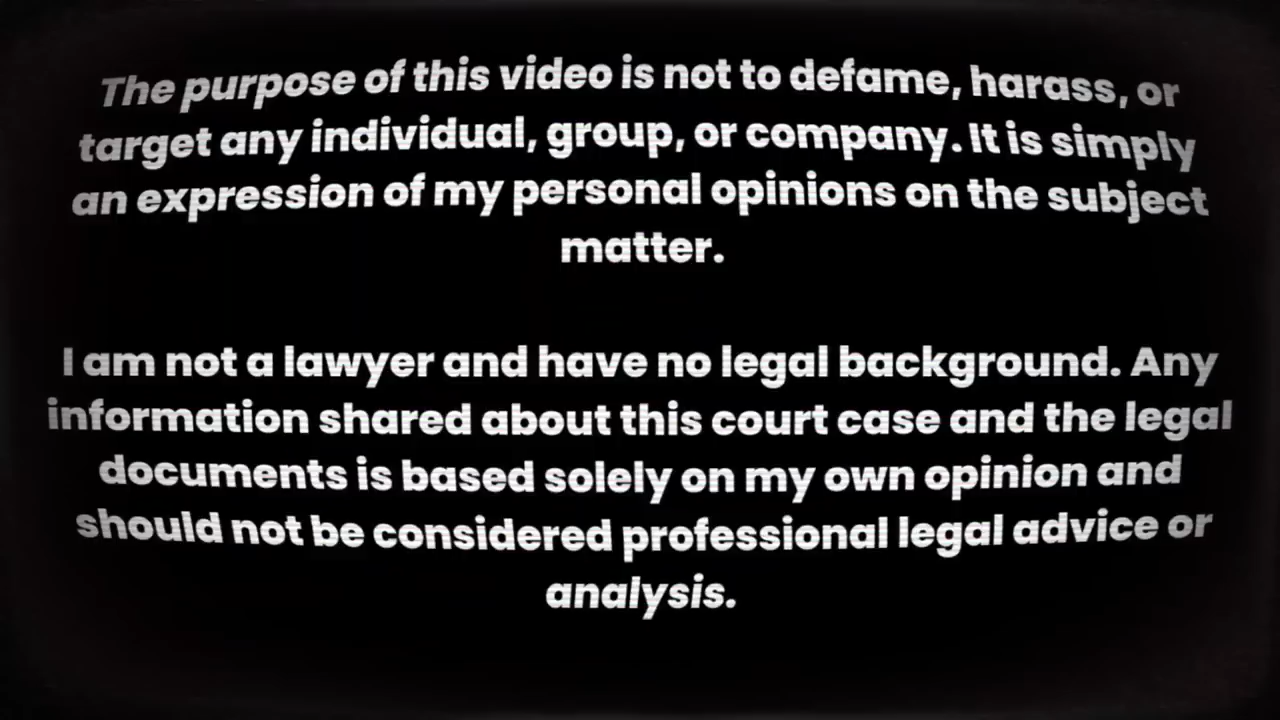 The purpose of this video is not to defame, harass, or
target any individual, group, or company. It is simply
an expression of my personal opinions on the subject
matter.
I am not a lawyer and have no legal background. Any
information shared about this court case and the legal
documents is based solely on my own opinion and
should not be considered professional legal advice or
analysis.